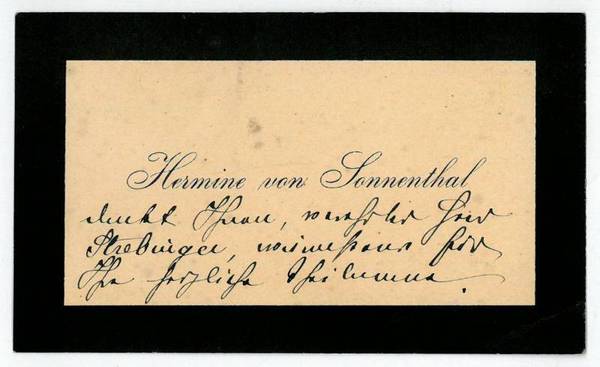 Hermine von Sonnenthal
dankt Ihnen, verehrter Herr
Strebinger, wärmstens für
Ihre herzliche Theilnahme.